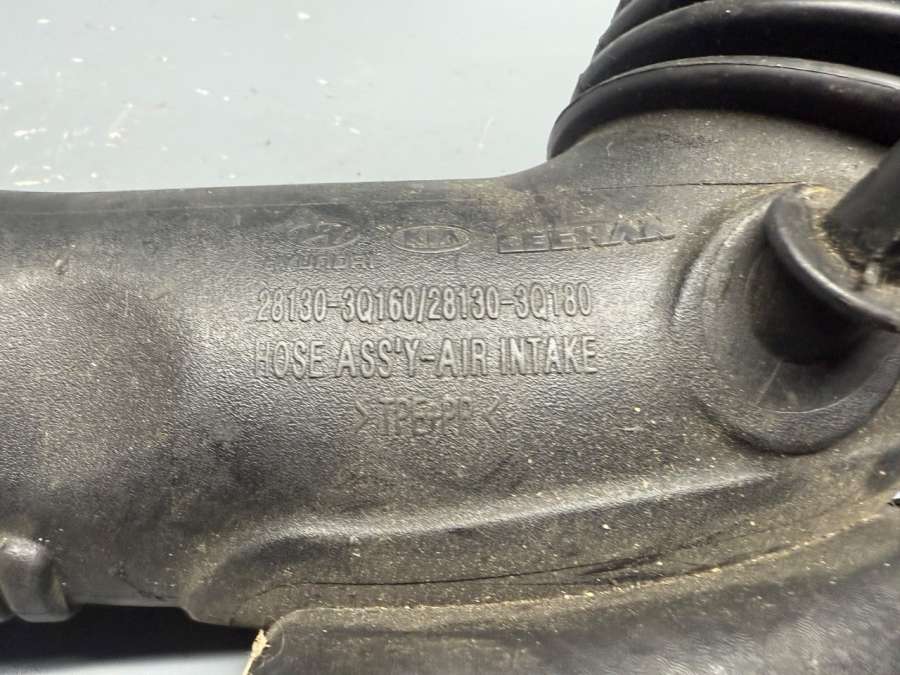 HYUNDAI KIA
28130-3Q160/28130-3Q180
HOSE ASS'Y-AIR INTAKE
>TPE+PP<